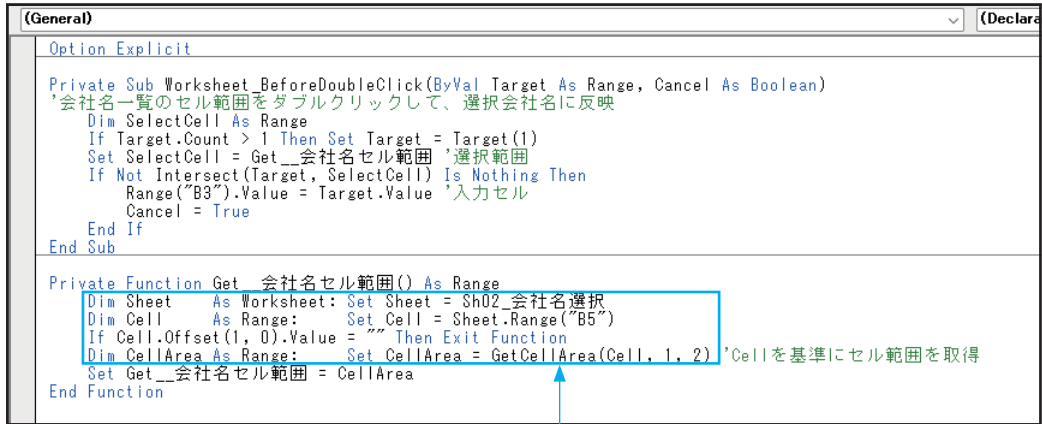 (General)
(Declara
Option Explicit
Private Sub Worksheet_BeforeDoubleClick(ByVal Target As Range, Cancel As Boolean)
'会社名一覧のセル範囲をダブルクリックして、選択会社名に反映
Dim SelectCell As Range
If Target.Count > 1 Then Set Target = Target(1)
Set SelectCell = Get__会社名セル範囲 '選択範囲
If Not Intersect(Target, SelectCell) Is Nothing Then
Range("B3").Value = Target.Value '入力セル
Cancel = True
End If
End Sub
Private Function Get__会社名セル範囲() As Range
Dim Sheet As Worksheet: Set Sheet = Sh02_会社名選択
Dim Cell As Range: Set Cell = Sheet.Range("B5")
If Cell.Offset(1, 0).Value = "" Then Exit Function
Dim CellArea As Range: Set CellArea = GetCellArea(Cell, 1, 2) 'Cellを基準にセル範囲を取得
Set Get__会社名セル範囲 = CellArea
End Function